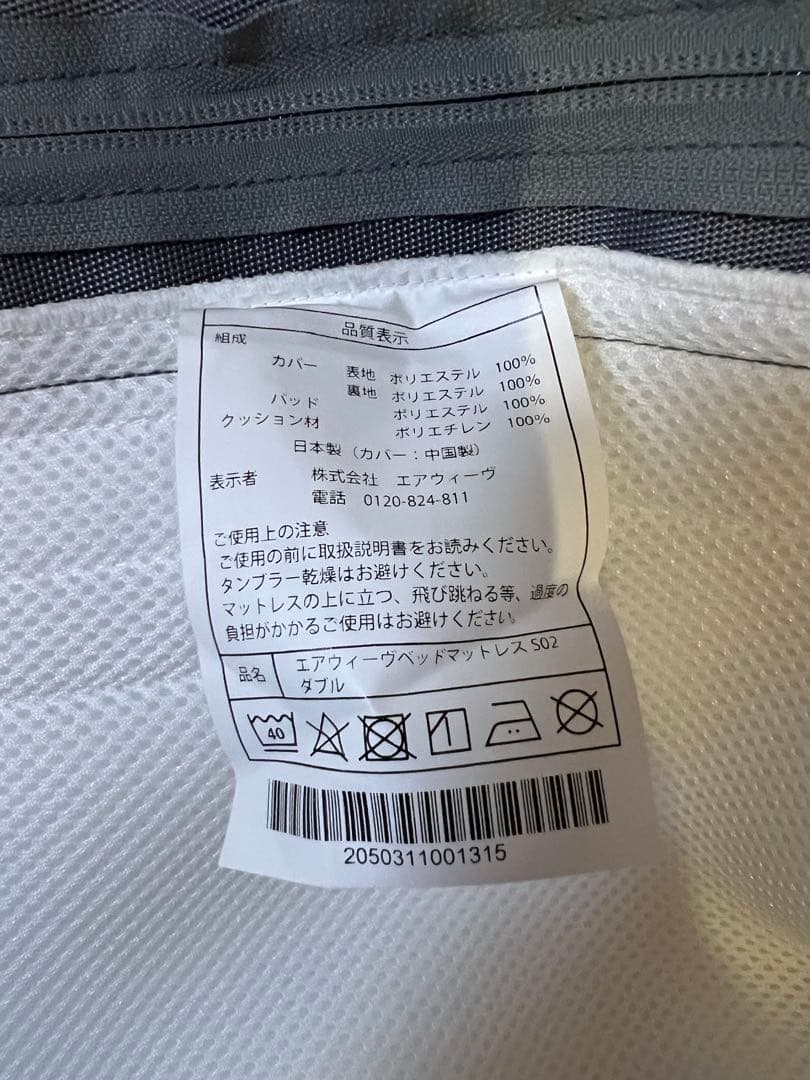 品質表示
組成
カバー 表地 ポリエステル 100%
裏地 ポリエステル 100%
パッド ポリエステル 100%
クッション材 ポリエチレン 100%
日本製（カバー：中国製）
表示者 株式会社 エアウィーヴ
電話 0120-824-811
ご使用上の注意
ご使用の前に取扱説明書をお読みください。
タンブラー乾燥はお避けください。
マットレスの上に立つ、飛び跳ねる等、過度の
負担がかかるご使用はお避けください。
品名 エアウィーヴベッドマットレス S02
ダブル
40
2050311001315